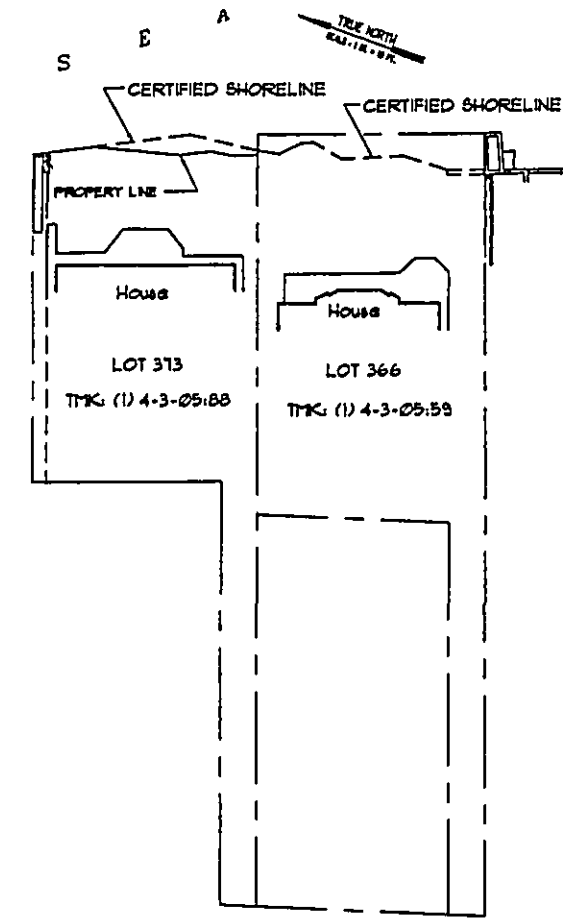 S E A
TRUE NORTH
CERTIFIED SHORELINE
CERTIFIED SHORELINE
PROPERTY LINE
House
House
LOT 373
LOT 366
TMK: (1) 4-3-05:88
TMK: (1) 4-3-05:59